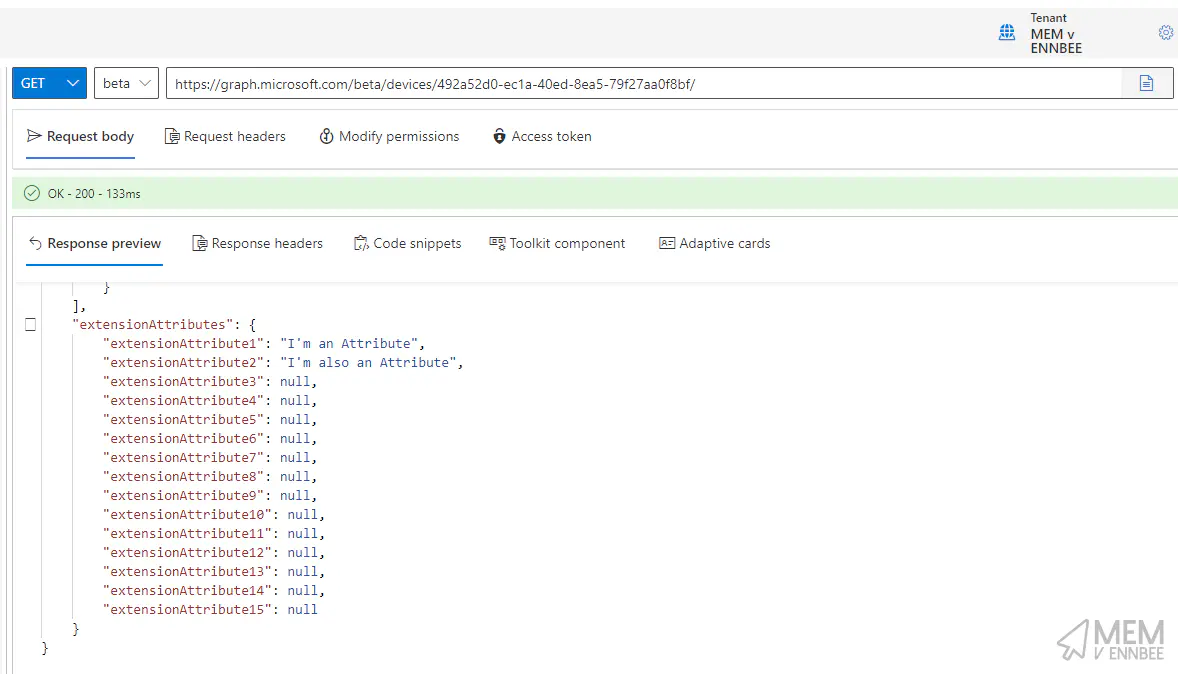 Tenant
MEM v
ENNBEE
GET beta https://graph.microsoft.com/beta/devices/492a52d0-ec1a-40ed-8ea5-79f27aa0f8bf/
Request body Request headers Modify permissions Access token
OK - 200 - 133ms
Response preview Response headers Code snippets Toolkit component Adaptive cards
}
],
"extensionAttributes": {
"extensionAttribute1": "I'm an Attribute",
"extensionAttribute2": "I'm also an Attribute",
"extensionAttribute3": null,
"extensionAttribute4": null,
"extensionAttribute5": null,
"extensionAttribute6": null,
"extensionAttribute7": null,
"extensionAttribute8": null,
"extensionAttribute9": null,
"extensionAttribute10": null,
"extensionAttribute11": null,
"extensionAttribute12": null,
"extensionAttribute13": null,
"extensionAttribute14": null,
"extensionAttribute15": null
}
}
MEM
V ENNBEE